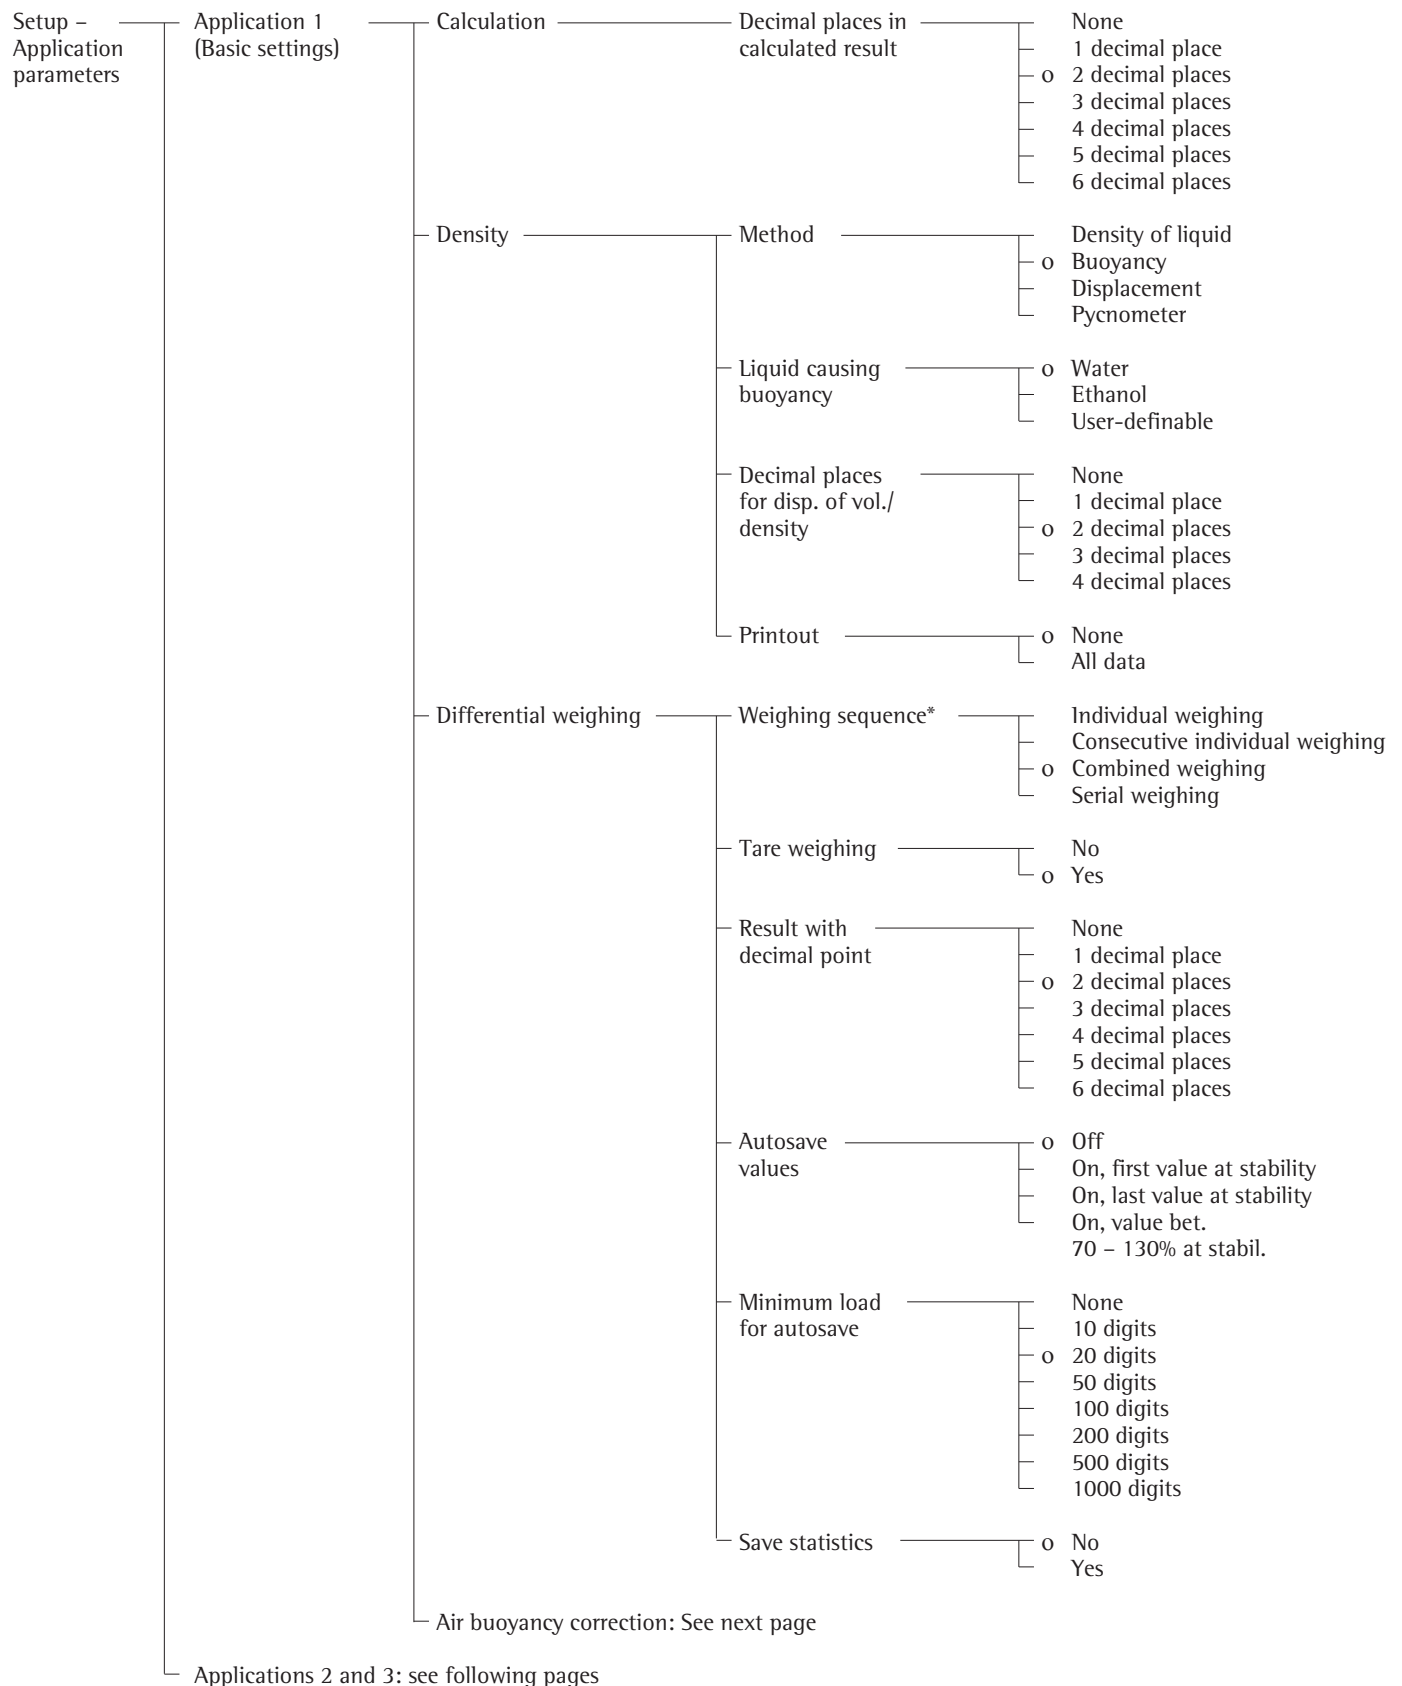 Setup –
Application
parameters
Application 1
(Basic settings)
Calculation
Decimal places in
calculated result
None
1 decimal place
o 2 decimal places
3 decimal places
4 decimal places
5 decimal places
6 decimal places
Density
Method
Density of liquid
o Buoyancy
Displacement
Pycnometer
Liquid causing
buoyancy
o Water
Ethanol
User-definable
Decimal places
for disp. of vol./
density
None
1 decimal place
o 2 decimal places
3 decimal places
4 decimal places
Printout
o None
All data
Differential weighing
Weighing sequence*
Individual weighing
Consecutive individual weighing
o Combined weighing
Serial weighing
Tare weighing
No
o Yes
Result with
decimal point
None
1 decimal place
o 2 decimal places
3 decimal places
4 decimal places
5 decimal places
6 decimal places
Autosave
values
o Off
On, first value at stability
On, last value at stability
On, value bet.
70 – 130% at stabil.
Minimum load
for autosave
None
10 digits
o 20 digits
50 digits
100 digits
200 digits
500 digits
1000 digits
Save statistics
o No
Yes
Air buoyancy correction: See next page
Applications 2 and 3: see following pages